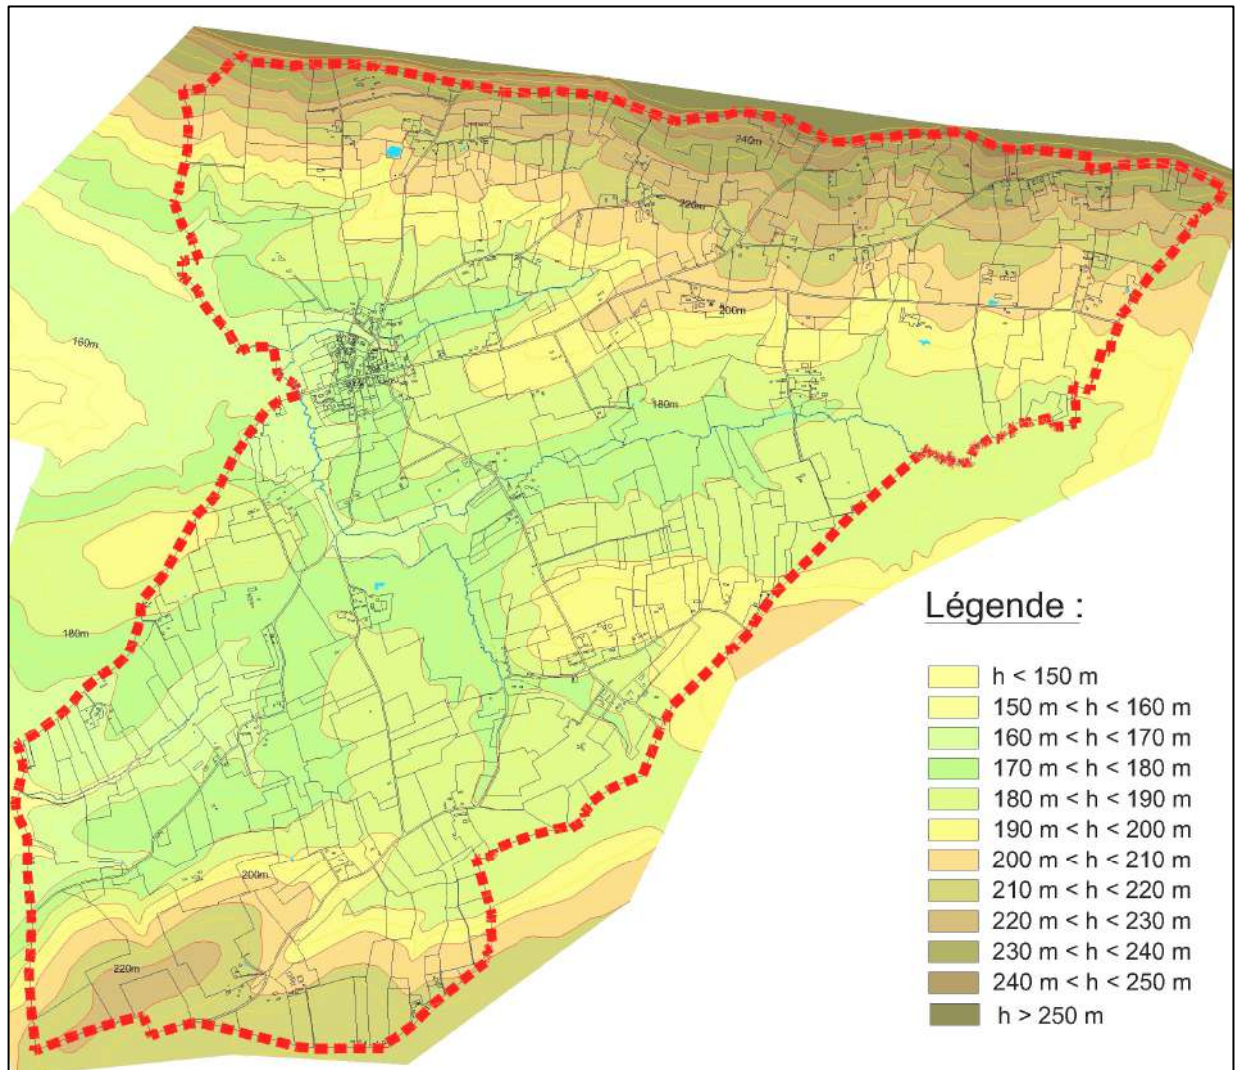 240m
220m
200m
160m
180m
180m
200m
220m
Légende :
h < 150 m
150 m < h < 160 m
160 m < h < 170 m
170 m < h < 180 m
180 m < h < 190 m
190 m < h < 200 m
200 m < h < 210 m
210 m < h < 220 m
220 m < h < 230 m
230 m < h < 240 m
240 m < h < 250 m
h > 250 m